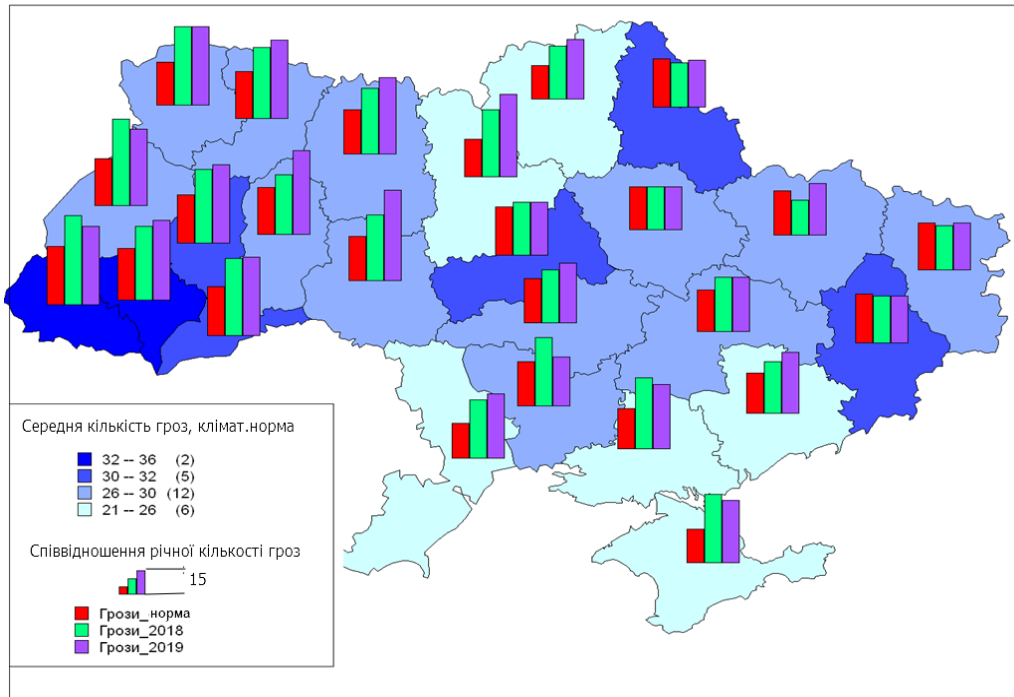 Середня кількість гроз, клімат.норма
32 -- 36 (2)
30 -- 32 (5)
26 -- 30 (12)
21 -- 26 (6)
Співвідношення річної кількості гроз
15
Грози_норма
Грози_2018
Грози_2019